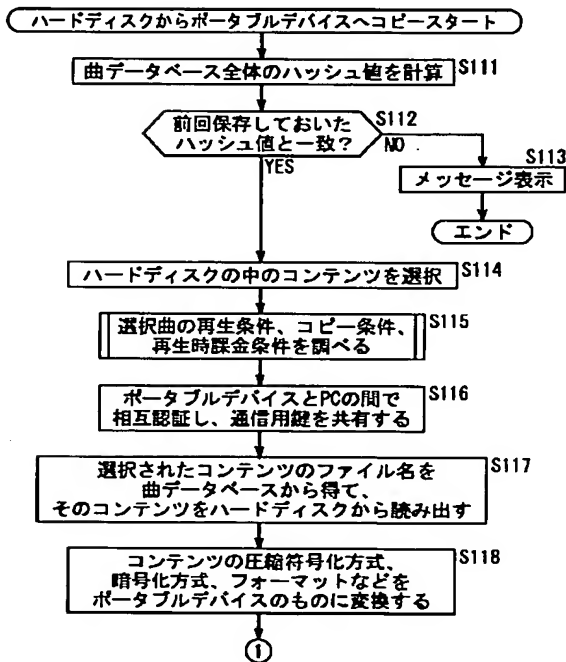 ハードディスクからポータブルデバイスへコピースタート
曲データベース全体のハッシュ値を計算
S111
前回保存しておいた
ハッシュ値と一致?
S112
NO
YES
S113
メッセージ表示
エンド
ハードディスクの中のコンテンツを選択
S114
選択曲の再生条件、コピー条件、
再生時課金条件を調べる
S115
ポータブルデバイスとPCの間で
相互認証し、通信用鍵を共有する
S116
選択されたコンテンツのファイル名を
曲データベースから得て、
そのコンテンツをハードディスクから読み出す
S117
コンテンツの圧縮符号化方式、
暗号化方式、フォーマットなどを
ポータブルデバイスのものに変換する
S118
1